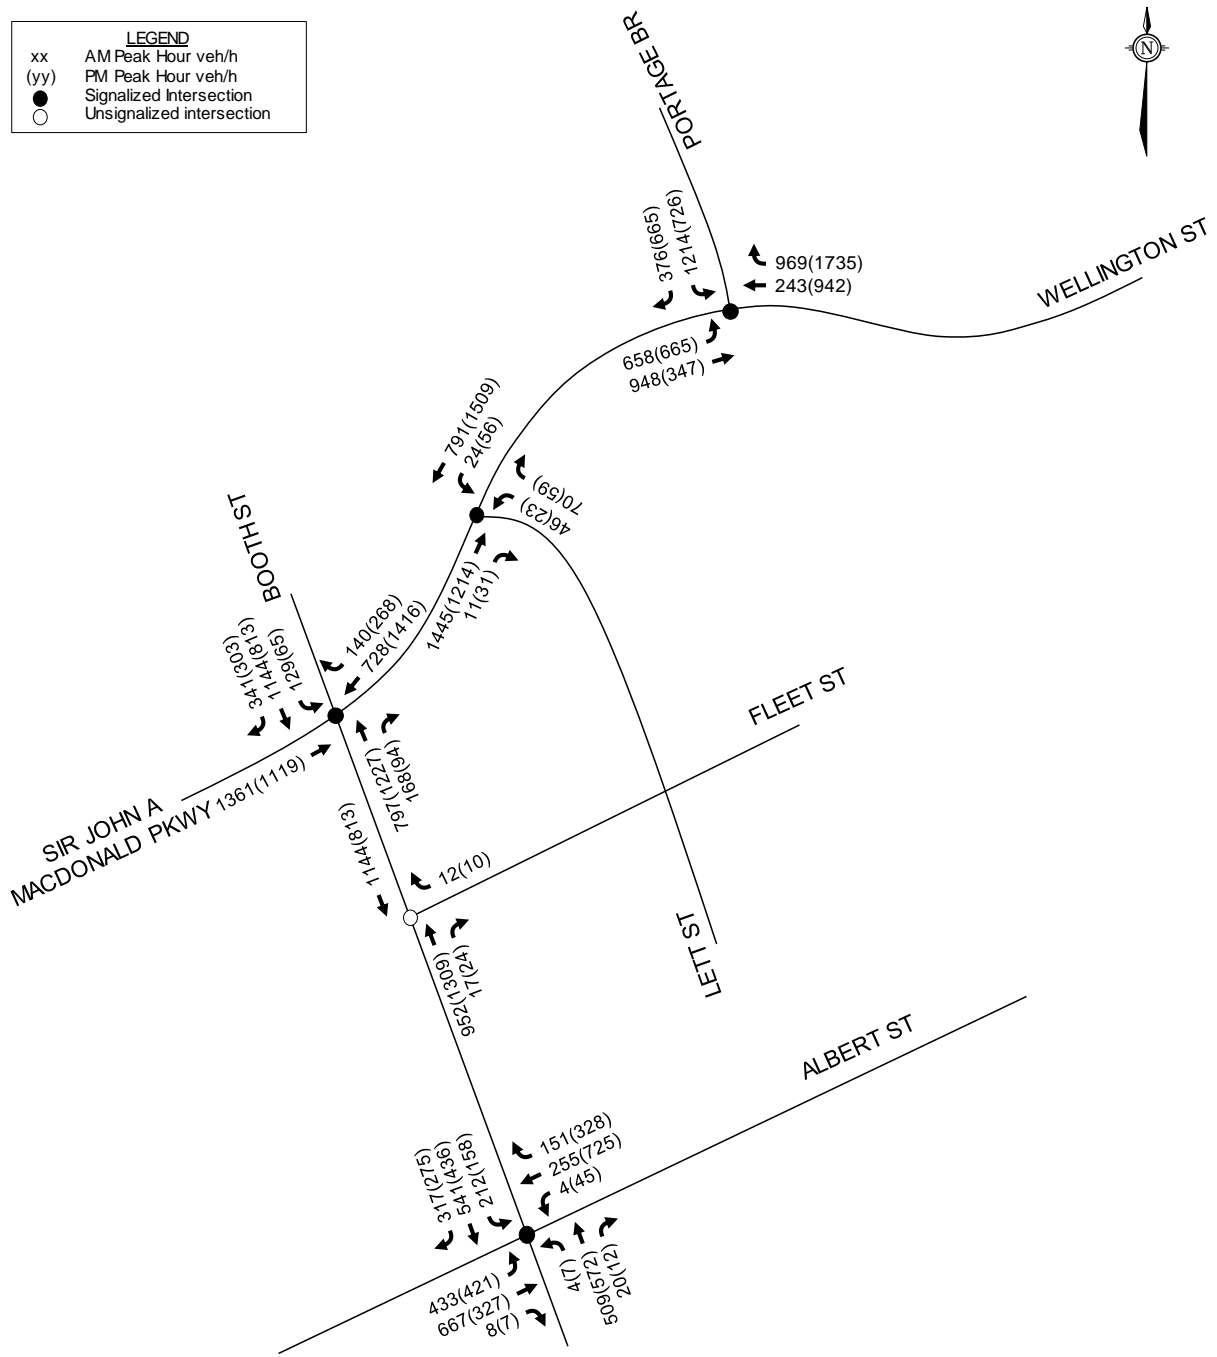 LEGEND
xx AM Peak Hour veh/h
(yy) PM Peak Hour veh/h
Signalized Intersection
Unsignalized intersection
N
PORTAGE BR
WELLINGTON ST
376(665)
1214(726)
969(1735)
243(942)
658(665)
948(347)
791(1509)
24(56)
70(59)
46(23)
1445(1214)
11(31)
BOOTH ST
341(303)
1144(813)
129(65)
140(268)
728(1416)
SIR JOHN A
MACDONALD PKWY
1361(1119)
797(1227)
168(94)
FLEET ST
1144(813)
12(10)
952(1309)
17(24)
LETT ST
ALBERT ST
317(275)
541(436)
212(158)
151(328)
255(725)
4(45)
433(421)
667(327)
8(7)
4(7)
509(572)
20(12)